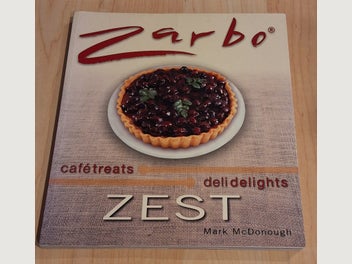 Zarbo®
cafétreats
delidelights
ZEST
Mark McDonough